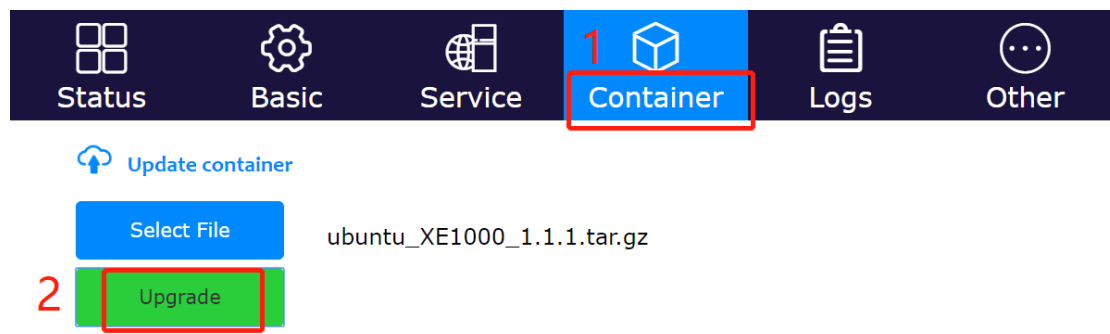 1
Status Basic Service Container Logs Other
Update container
Select File ubuntu_XE1000_1.1.1.tar.gz
2 Upgrade